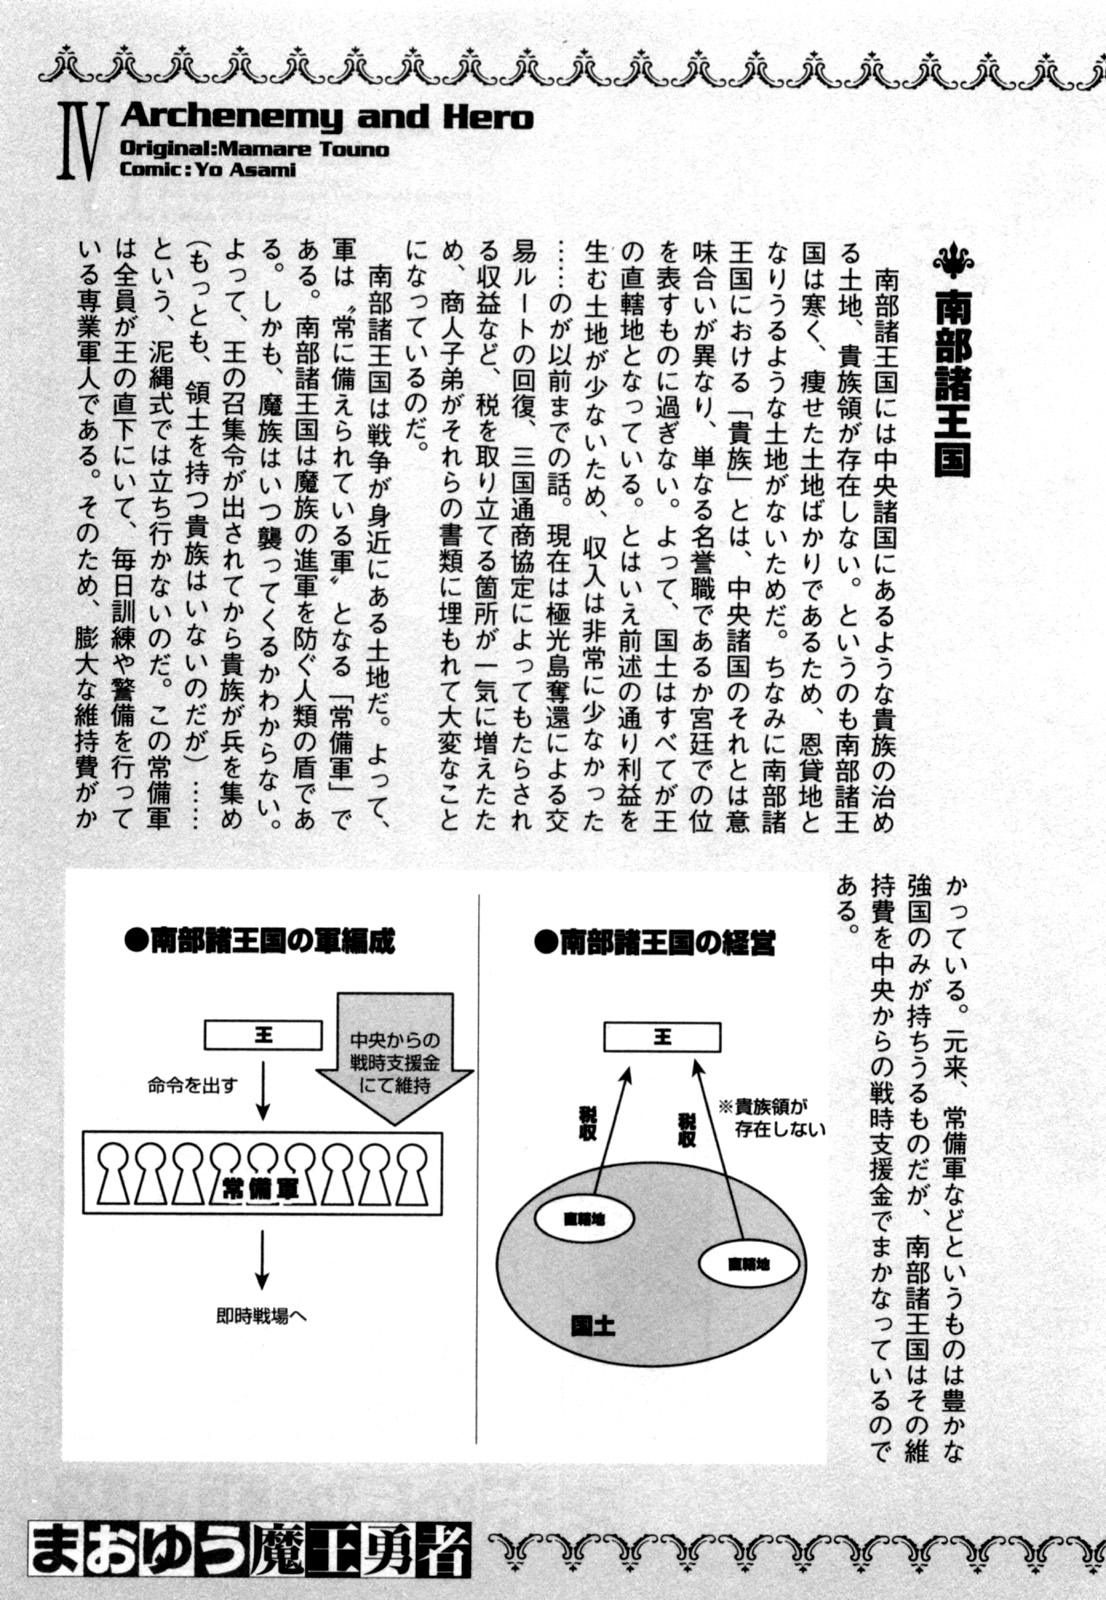 IV
Archenemy and Hero
Original:Mamare Touno
Comic:Yo Asami
南部諸王国
南部諸王国には中央諸国にあるような貴族の治め
る土地、貴族領が存在しない。というのも南部諸王
国は寒く、痩せた土地ばかりであるため、恩貸地と
なりうるような土地がないためだ。ちなみに南部諸
王国における「貴族」とは、中央諸国のそれとは意
味合いが異なり、単なる名誉職であるか宮廷での位
を表すものに過ぎない。よって、国土はすべてが王
の直轄地となっている。とはいえ前述の通り利益を
生む土地が少ないため、収入は非常に少なかった
……のが以前までの話。現在は極光島奪還による交
易ルートの回復、三国通商協定によってもたらされ
る収益など、税を取り立てる箇所が一気に増えたた
め、商人子弟がそれらの書類に埋もれて大変なこと
になっているのだ。
南部諸王国は戦争が身近にある土地だ。よって、
軍は〝常に備えられている軍〟となる「常備軍」で
ある。南部諸王国は魔族の進軍を防ぐ人類の盾であ
る。しかも、魔族はいつ襲ってくるかわからない。
よって、王の召集令が出されてから貴族が兵を集め
(もっとも、領土を持つ貴族はいないのだが)……
という、泥縄式では立ち行かないのだ。この常備軍
は全員が王の直下にいて、毎日訓練や警備を行って
いる専業軍人である。そのため、膨大な維持費がか
かっている。元来、常備軍などというものは豊かな
強国のみが持ちうるものだが、南部諸王国はその維
持費を中央からの戦時支援金でまかなっているので
ある。
●南部諸王国の経営
王
税収
税収
※貴族領が
存在しない
直轄地
直轄地
国土
●南部諸王国の軍編成
王
中央からの
戦時支援金
にて維持
命令を出す
常備軍
即時戦場へ
まおゆう魔王勇者